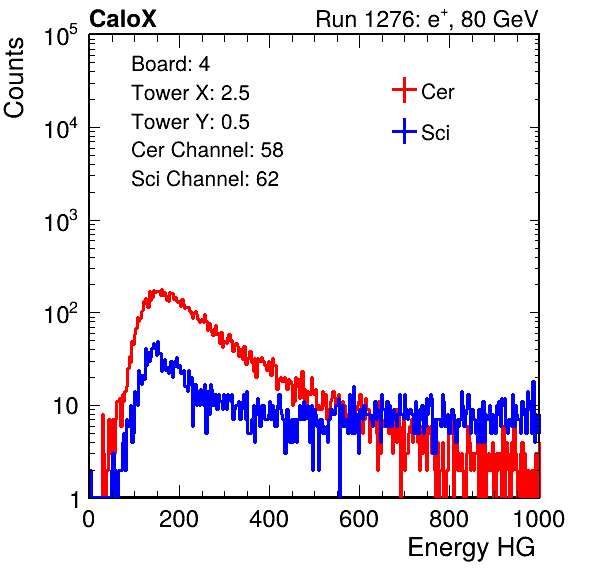 CaloX Run 1276: e⁺, 80 GeV
Counts
10⁵
10⁴
10³
10²
10
1
Board: 4
Tower X: 2.5
Tower Y: 0.5
Cer Channel: 58
Sci Channel: 62
Cer
Sci
0 200 400 600 800 1000
Energy HG